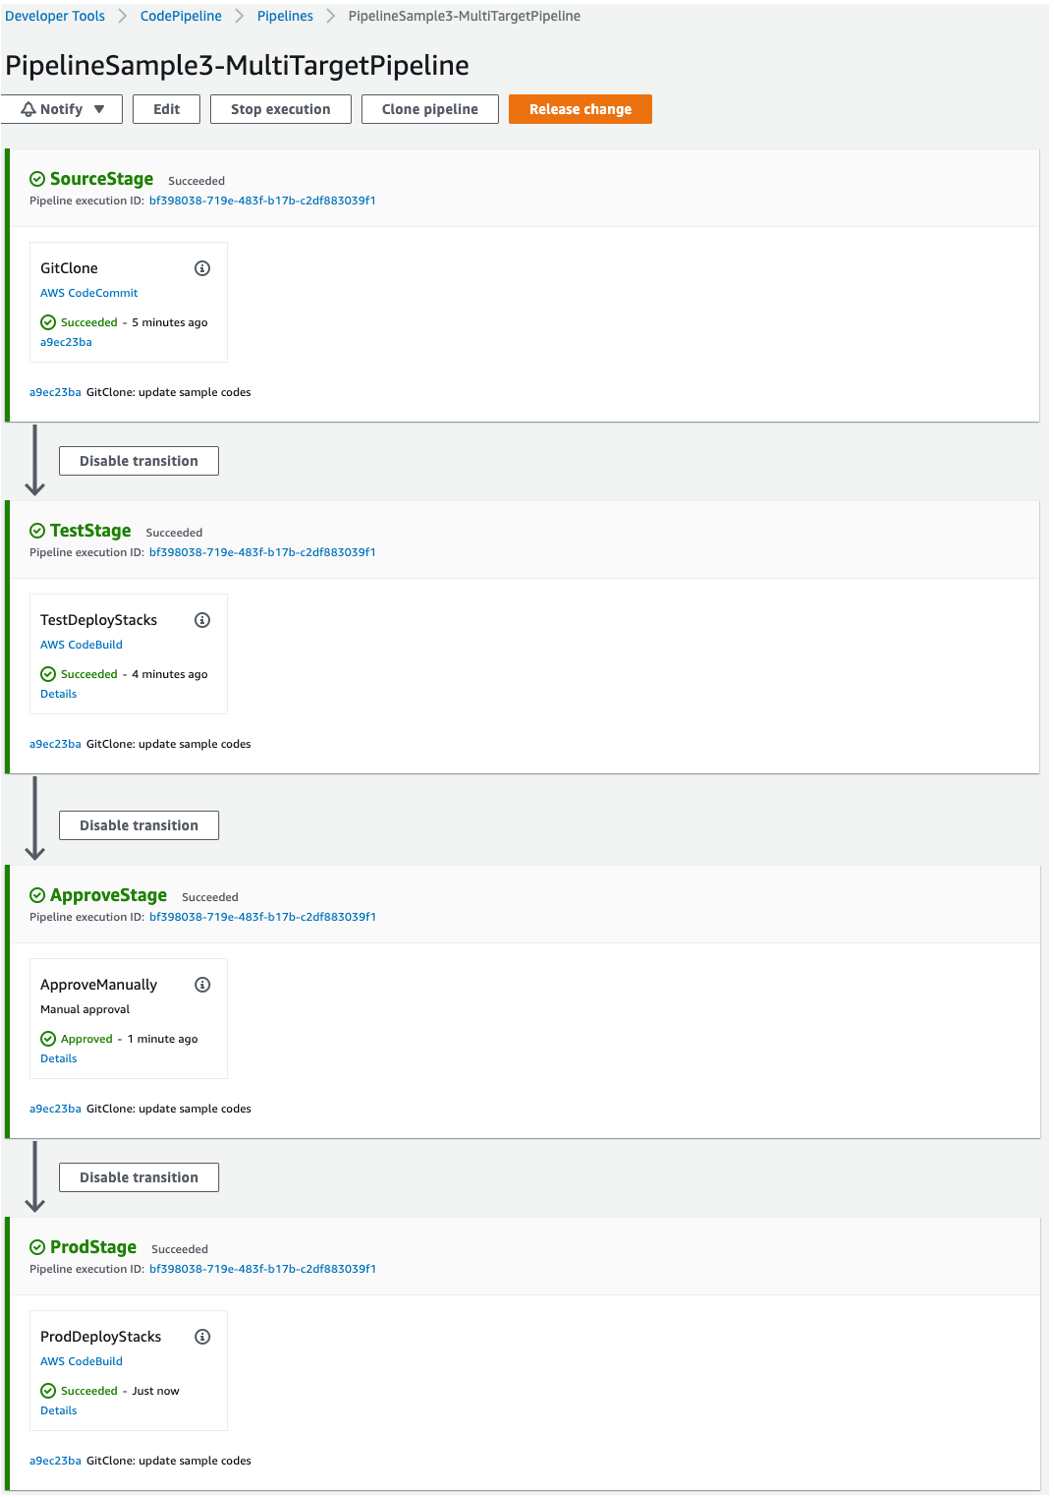 Developer Tools > CodePipeline > Pipelines > PipelineSample3-MultiTargetPipeline
PipelineSample3-MultiTargetPipeline
Notify ▼ Edit Stop execution Clone pipeline Release change
SourceStage Succeeded
Pipeline execution ID: bf398038-719e-483f-b17b-c2df883039f1
GitClone
AWS CodeCommit
Succeeded - 5 minutes ago
a9ec23ba
a9ec23ba GitClone: update sample codes
Disable transition
TestStage Succeeded
Pipeline execution ID: bf398038-719e-483f-b17b-c2df883039f1
TestDeployStacks
AWS CodeBuild
Succeeded - 4 minutes ago
Details
a9ec23ba GitClone: update sample codes
Disable transition
ApproveStage Succeeded
Pipeline execution ID: bf398038-719e-483f-b17b-c2df883039f1
ApproveManually
Manual approval
Approved - 1 minute ago
Details
a9ec23ba GitClone: update sample codes
Disable transition
ProdStage Succeeded
Pipeline execution ID: bf398038-719e-483f-b17b-c2df883039f1
ProdDeployStacks
AWS CodeBuild
Succeeded - Just now
Details
a9ec23ba GitClone: update sample codes